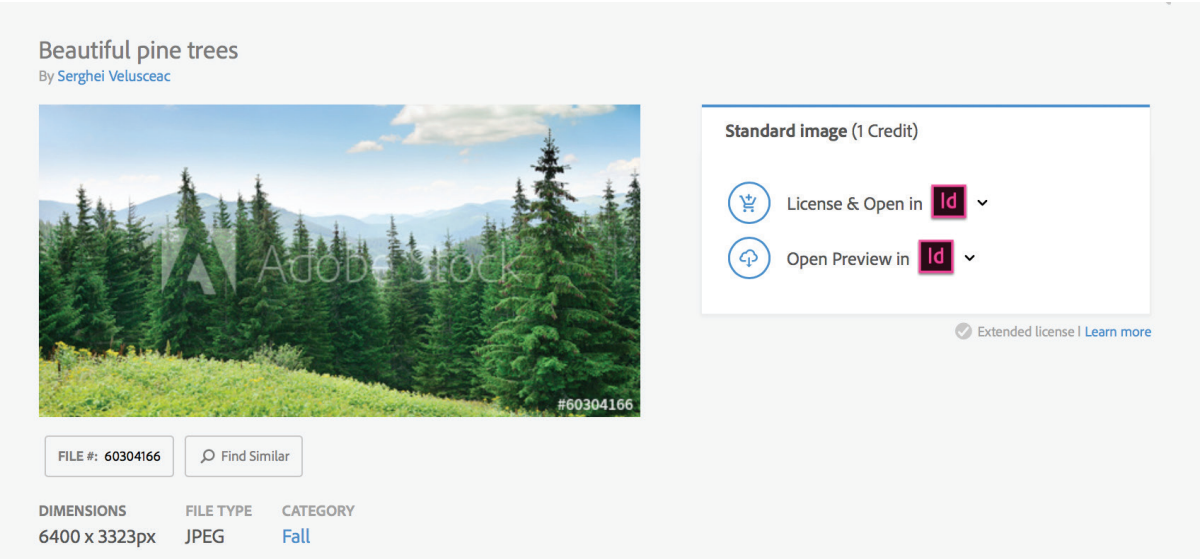 Beautiful pine trees
By Serghei Velusceac
Adobe Stock
#60304166
Standard image (1 Credit)
License & Open in Id
Open Preview in Id
Extended license | Learn more
FILE #: 60304166
Find Similar
DIMENSIONS FILE TYPE CATEGORY
6400 x 3323px JPEG Fall